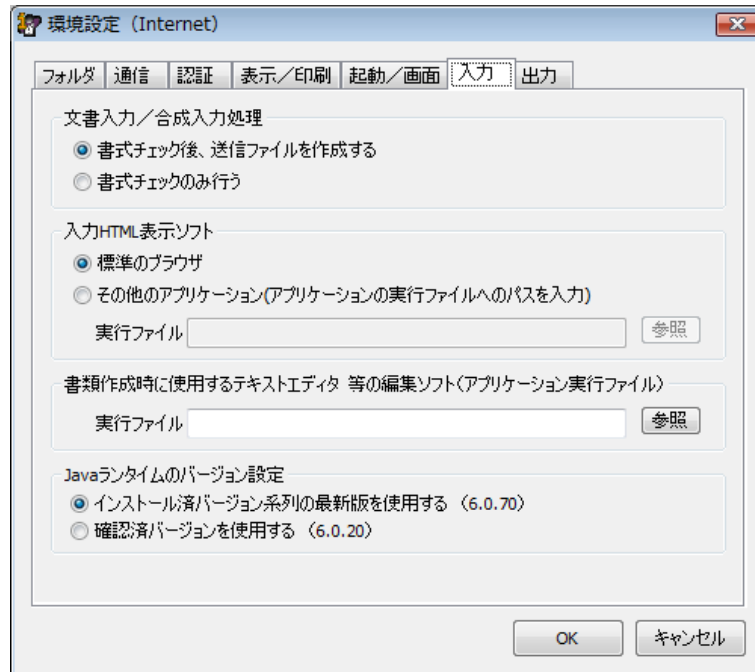 環境設定（Internet）
フォルダ 通信 認証 表示／印刷 起動／画面 入力 出力
文書入力／合成入力処理
書式チェック後、送信ファイルを作成する
書式チェックのみ行う
入力HTML表示ソフト
標準のブラウザ
その他のアプリケーション(アプリケーションの実行ファイルへのパスを入力)
実行ファイル 参照
書類作成時に使用するテキストエディタ 等の編集ソフト(アプリケーション実行ファイル)
実行ファイル 参照
Javaランタイムのバージョン設定
インストール済バージョン系列の最新版を使用する （6.0.70）
確認済バージョンを使用する （6.0.20）
OK キャンセル